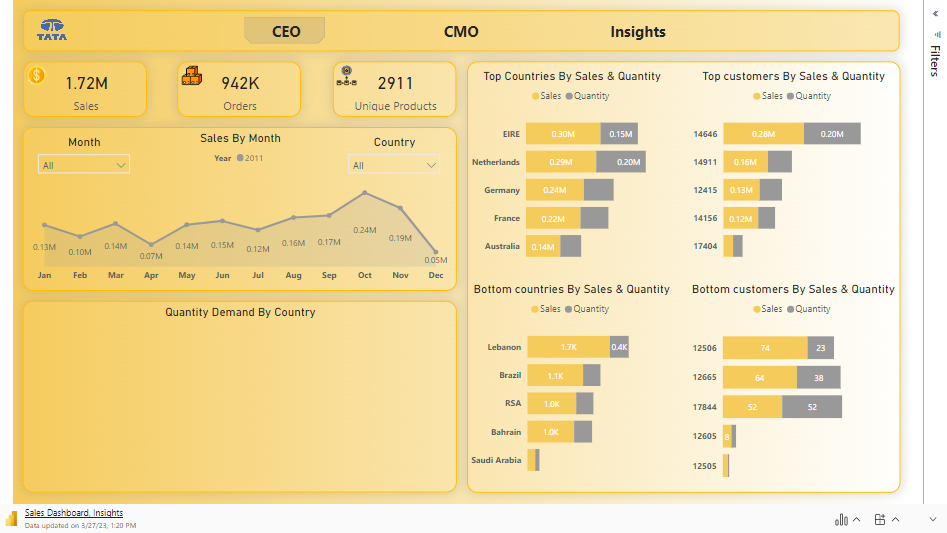 TATA
CEO
CMO
Insights
Filters
1.72M
Sales
942K
Orders
2911
Unique Products
Month
All
Sales By Month
Year 2011
Country
All
0.13M
0.10M
0.14M
0.07M
0.14M
0.15M
0.12M
0.16M
0.17M
0.24M
0.19M
0.05M
Jan Feb Mar Apr May Jun Jul Aug Sep Oct Nov Dec
Quantity Demand By Country
Top Countries By Sales & Quantity
Sales Quantity
EIRE 0.30M 0.15M
Netherlands 0.29M 0.20M
Germany 0.24M
France 0.22M
Australia 0.14M
Top customers By Sales & Quantity
Sales Quantity
14646 0.28M 0.20M
14911 0.16M
12415 0.13M
14156 0.12M
17404
Bottom countries By Sales & Quantity
Sales Quantity
Lebanon 1.7K 0.4K
Brazil 1.1K
RSA 1.0K
Bahrain 1.0K
Saudi Arabia
Bottom customers By Sales & Quantity
Sales Quantity
12506 74 23
12665 64 38
17844 52 52
12605 8
12505
Sales Dashboard, Insights
Data updated on 3/27/23, 1:20 PM